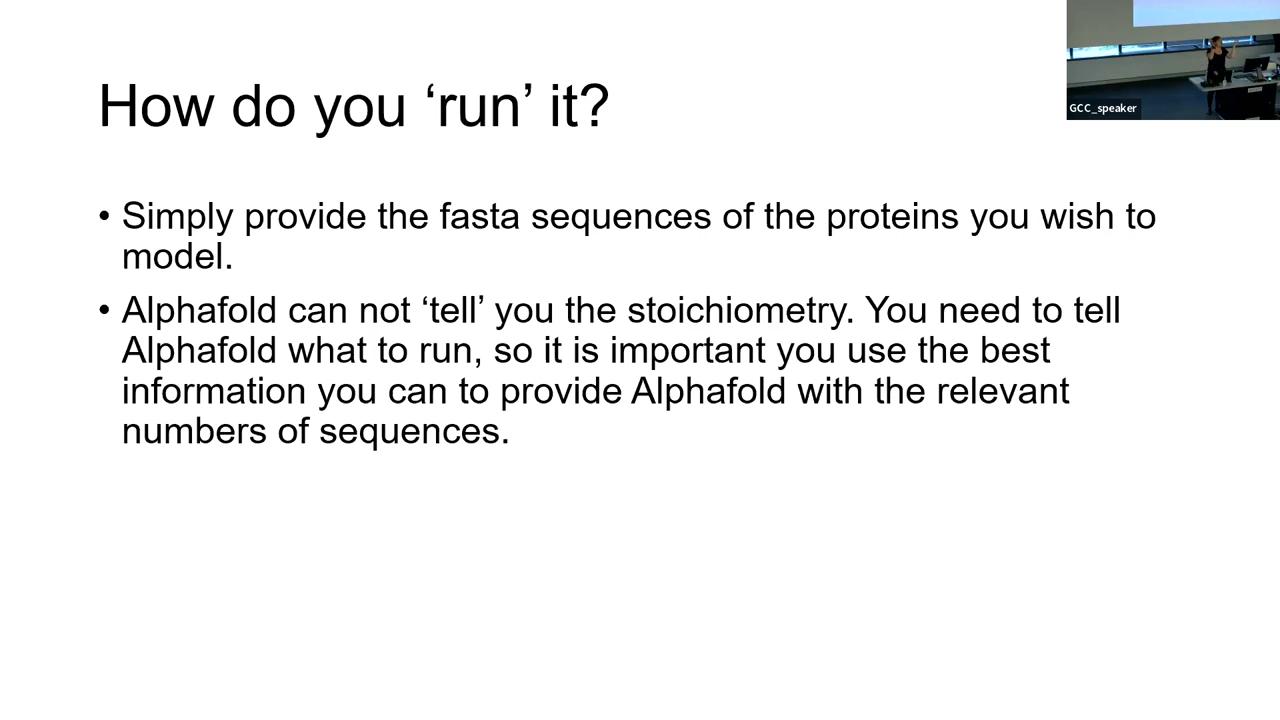 How do you ‘run’ it?
GCC_speaker
• Simply provide the fasta sequences of the proteins you wish to
model.
• Alphafold can not ‘tell’ you the stoichiometry. You need to tell
Alphafold what to run, so it is important you use the best
information you can to provide Alphafold with the relevant
numbers of sequences.